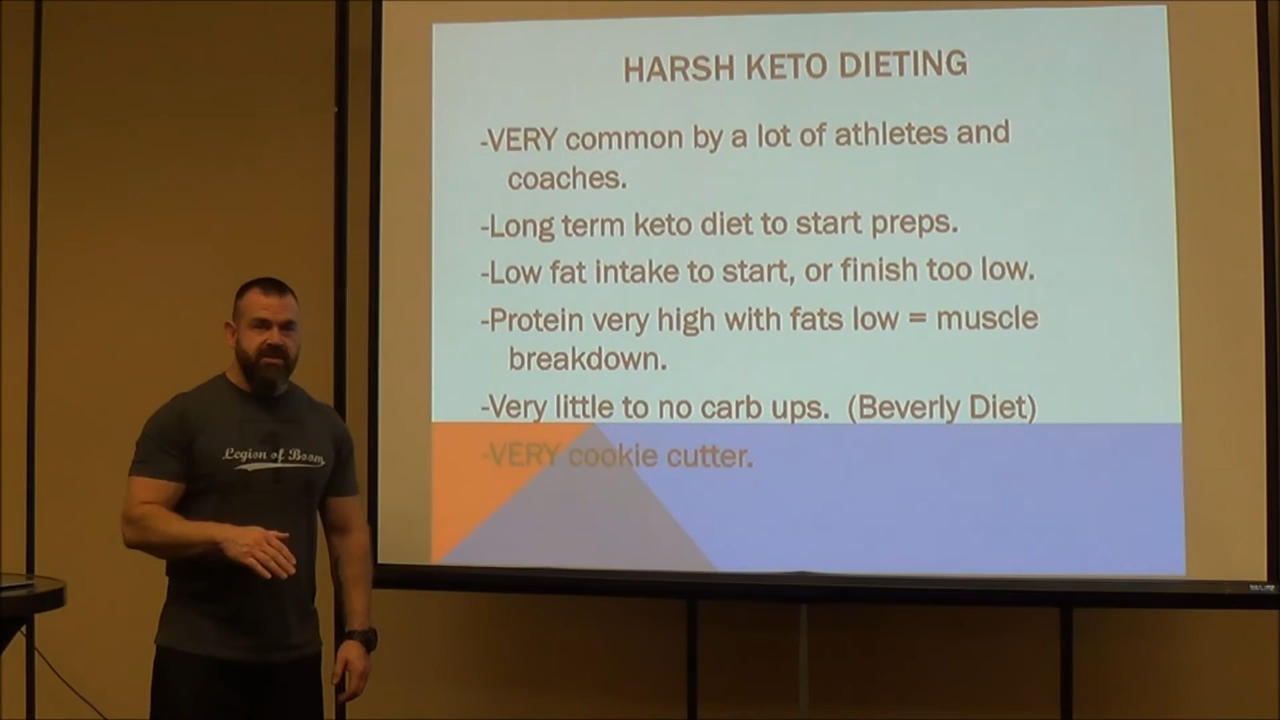 HARSH KETO DIETING
-VERY common by a lot of athletes and
coaches.
-Long term keto diet to start preps.
-Low fat intake to start, or finish too low.
-Protein very high with fats low = muscle
breakdown.
-Very little to no carb ups. (Beverly Diet)
-VERY cookie cutter.
Legion of Boom